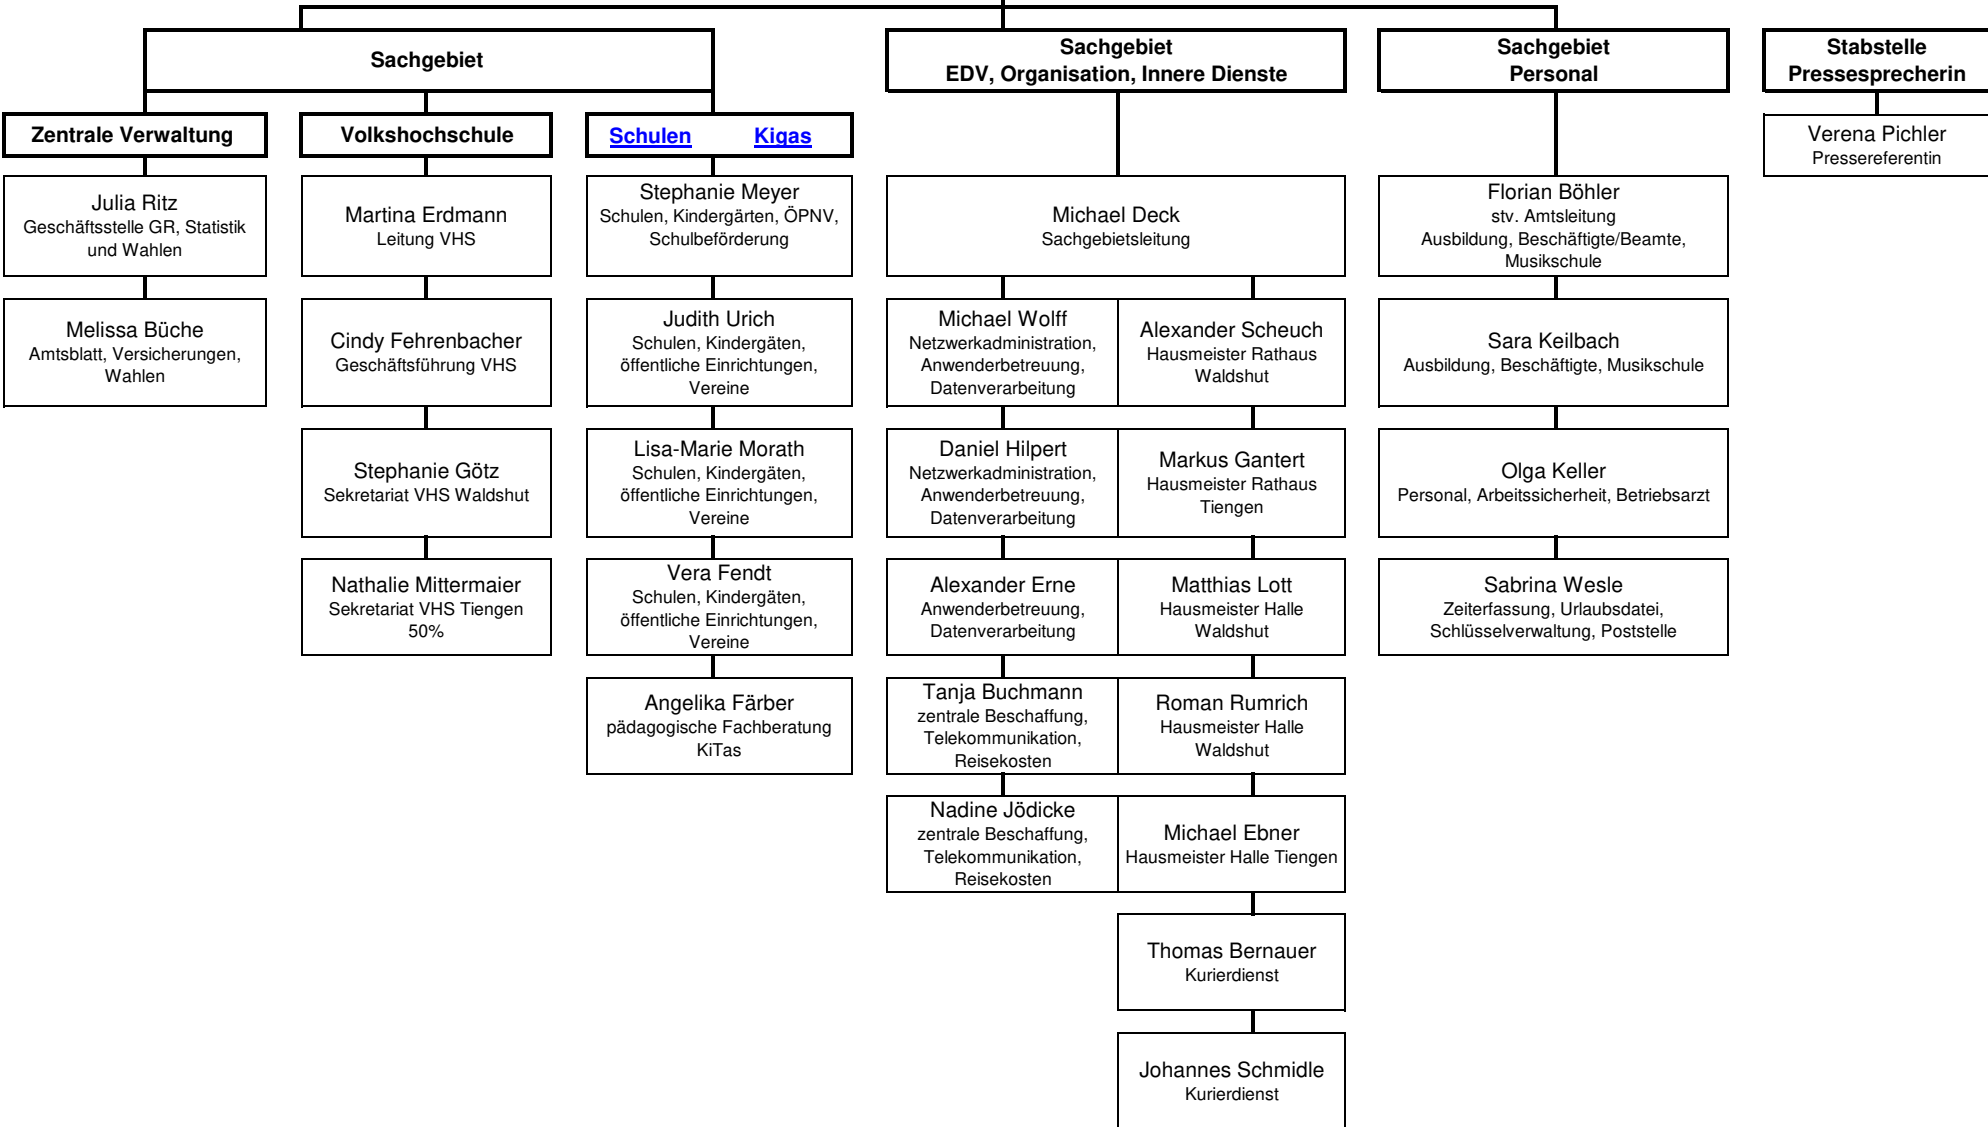 Sachgebiet
Zentrale Verwaltung
Julia Ritz
Geschäftsstelle GR, Statistik
und Wahlen
Melissa Büche
Amtsblatt, Versicherungen,
Wahlen
Volkshochschule
Martina Erdmann
Leitung VHS
Cindy Fehrenbacher
Geschäftsführung VHS
Stephanie Götz
Sekretariat VHS Waldshut
Nathalie Mittermaier
Sekretariat VHS Tiengen
50%
Schulen Kigas
Stephanie Meyer
Schulen, Kindergärten, ÖPNV,
Schulbeförderung
Judith Urich
Schulen, Kindergäten,
öffentliche Einrichtungen,
Vereine
Lisa-Marie Morath
Schulen, Kindergäten,
öffentliche Einrichtungen,
Vereine
Vera Fendt
Schulen, Kindergäten,
öffentliche Einrichtungen,
Vereine
Angelika Färber
pädagogische Fachberatung
KiTas
Sachgebiet
EDV, Organisation, Innere Dienste
Michael Deck
Sachgebietsleitung
Michael Wolff
Netzwerkadministration,
Anwenderbetreuung,
Datenverarbeitung
Daniel Hilpert
Netzwerkadministration,
Anwenderbetreuung,
Datenverarbeitung
Alexander Erne
Anwenderbetreuung,
Datenverarbeitung
Tanja Buchmann
zentrale Beschaffung,
Telekommunikation,
Reisekosten
Nadine Jödicke
zentrale Beschaffung,
Telekommunikation,
Reisekosten
Alexander Scheuch
Hausmeister Rathaus
Waldshut
Markus Gantert
Hausmeister Rathaus
Tiengen
Matthias Lott
Hausmeister Halle
Waldshut
Roman Rumrich
Hausmeister Halle
Waldshut
Michael Ebner
Hausmeister Halle Tiengen
Thomas Bernauer
Kurierdienst
Johannes Schmidle
Kurierdienst
Sachgebiet
Personal
Florian Böhler
stv. Amtsleitung
Ausbildung, Beschäftigte/Beamte,
Musikschule
Sara Keilbach
Ausbildung, Beschäftigte, Musikschule
Olga Keller
Personal, Arbeitssicherheit, Betriebsarzt
Sabrina Wesle
Zeiterfassung, Urlaubsdatei,
Schlüsselverwaltung, Poststelle
Stabstelle
Pressesprecherin
Verena Pichler
Pressereferentin